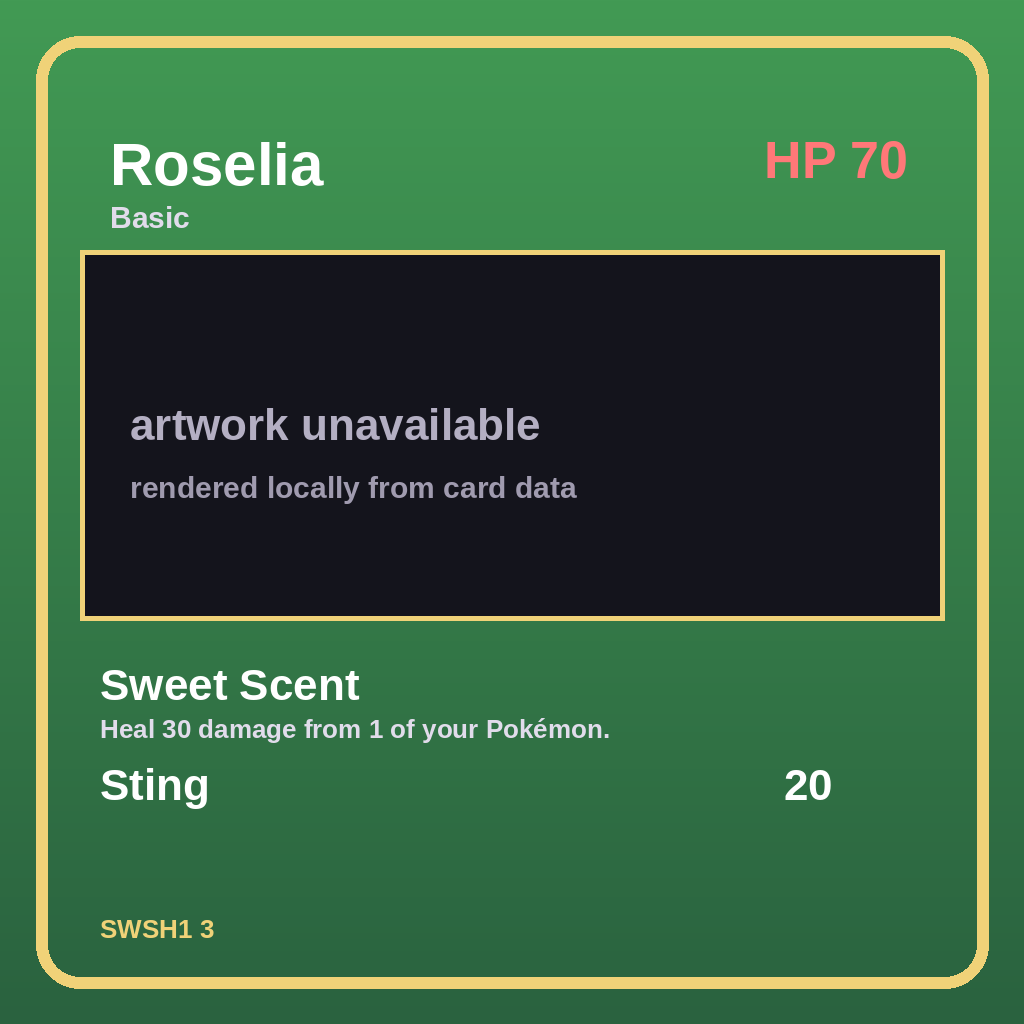 Roselia
HP 70
Basic
artwork unavailable
rendered locally from card data
Sweet Scent
Heal 30 damage from 1 of your Pokémon.
Sting 20
SWSH1 3